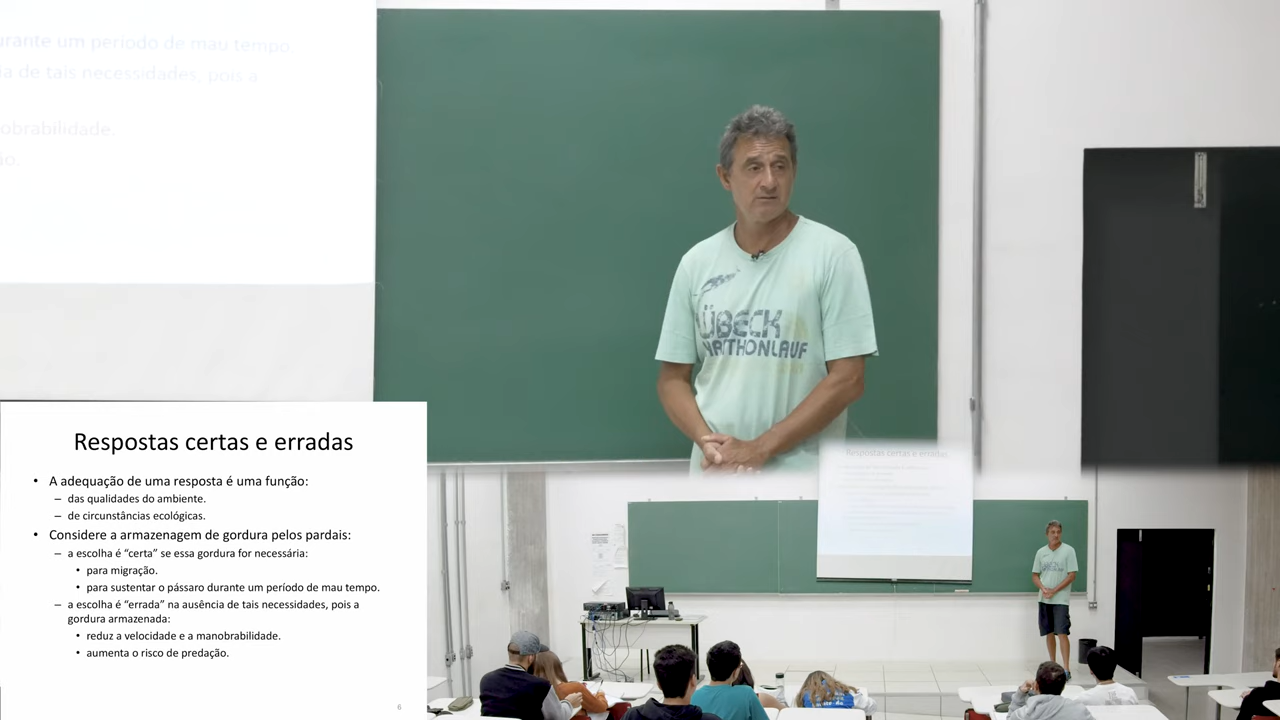 urante um período de mau tempo.
ia de tais necessidades, pois a
obrabilidade.
ão.
ÜBECK
THONLAUF
Respostas certas e erradas
Respostas certas e erradas
• A adequação de uma resposta é uma função:
– das qualidades do ambiente.
– de circunstâncias ecológicas.
• Considere a armazenagem de gordura pelos pardais:
– a escolha é “certa” se essa gordura for necessária:
• para migração.
• para sustentar o pássaro durante um período de mau tempo.
– a escolha é “errada” na ausência de tais necessidades, pois a
gordura armazenada:
• reduz a velocidade e a manobrabilidade.
• aumenta o risco de predação.
6